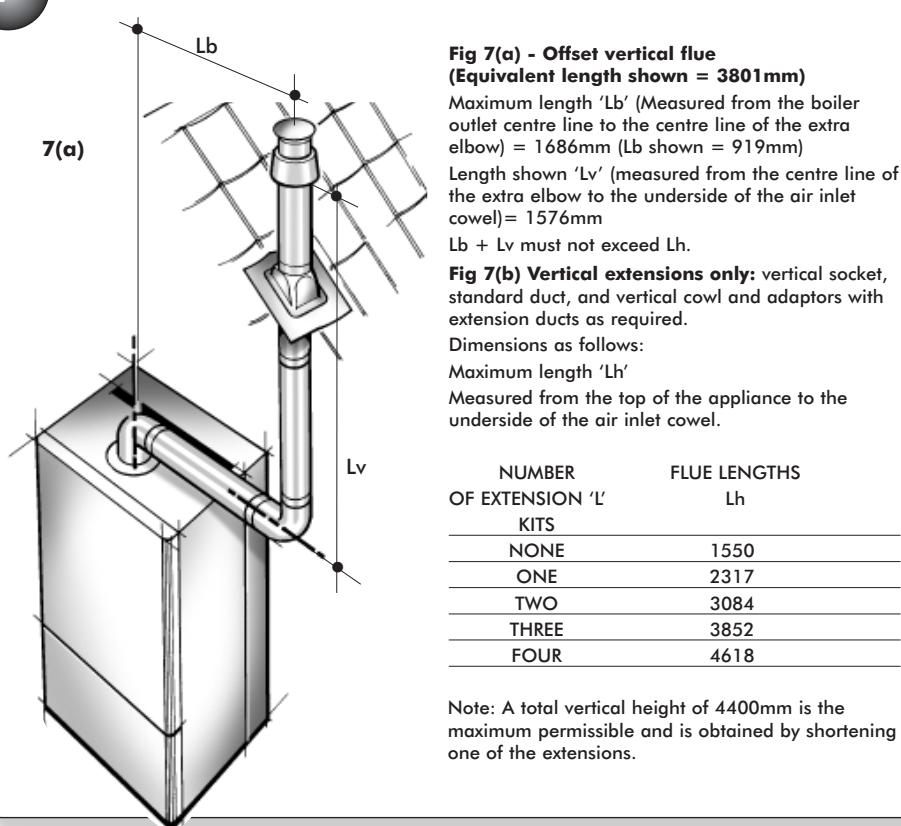 Lb
7(a)
Lv
Fig 7(a) - Offset vertical flue
(Equivalent length shown = 3801mm)
Maximum length ‘Lb’ (Measured from the boiler
outlet centre line to the centre line of the extra
elbow) = 1686mm (Lb shown = 919mm)
Length shown ‘Lv’ (measured from the centre line of
the extra elbow to the underside of the air inlet
cowel)= 1576mm
Lb + Lv must not exceed Lh.
Fig 7(b) Vertical extensions only: vertical socket,
standard duct, and vertical cowl and adaptors with
extension ducts as required.
Dimensions as follows:
Maximum length ‘Lh’
Measured from the top of the appliance to the
underside of the air inlet cowel.
NUMBER FLUE LENGTHS
OF EXTENSION ‘L’ Lh
KITS
NONE 1550
ONE 2317
TWO 3084
THREE 3852
FOUR 4618
Note: A total vertical height of 4400mm is the
maximum permissible and is obtained by shortening
one of the extensions.